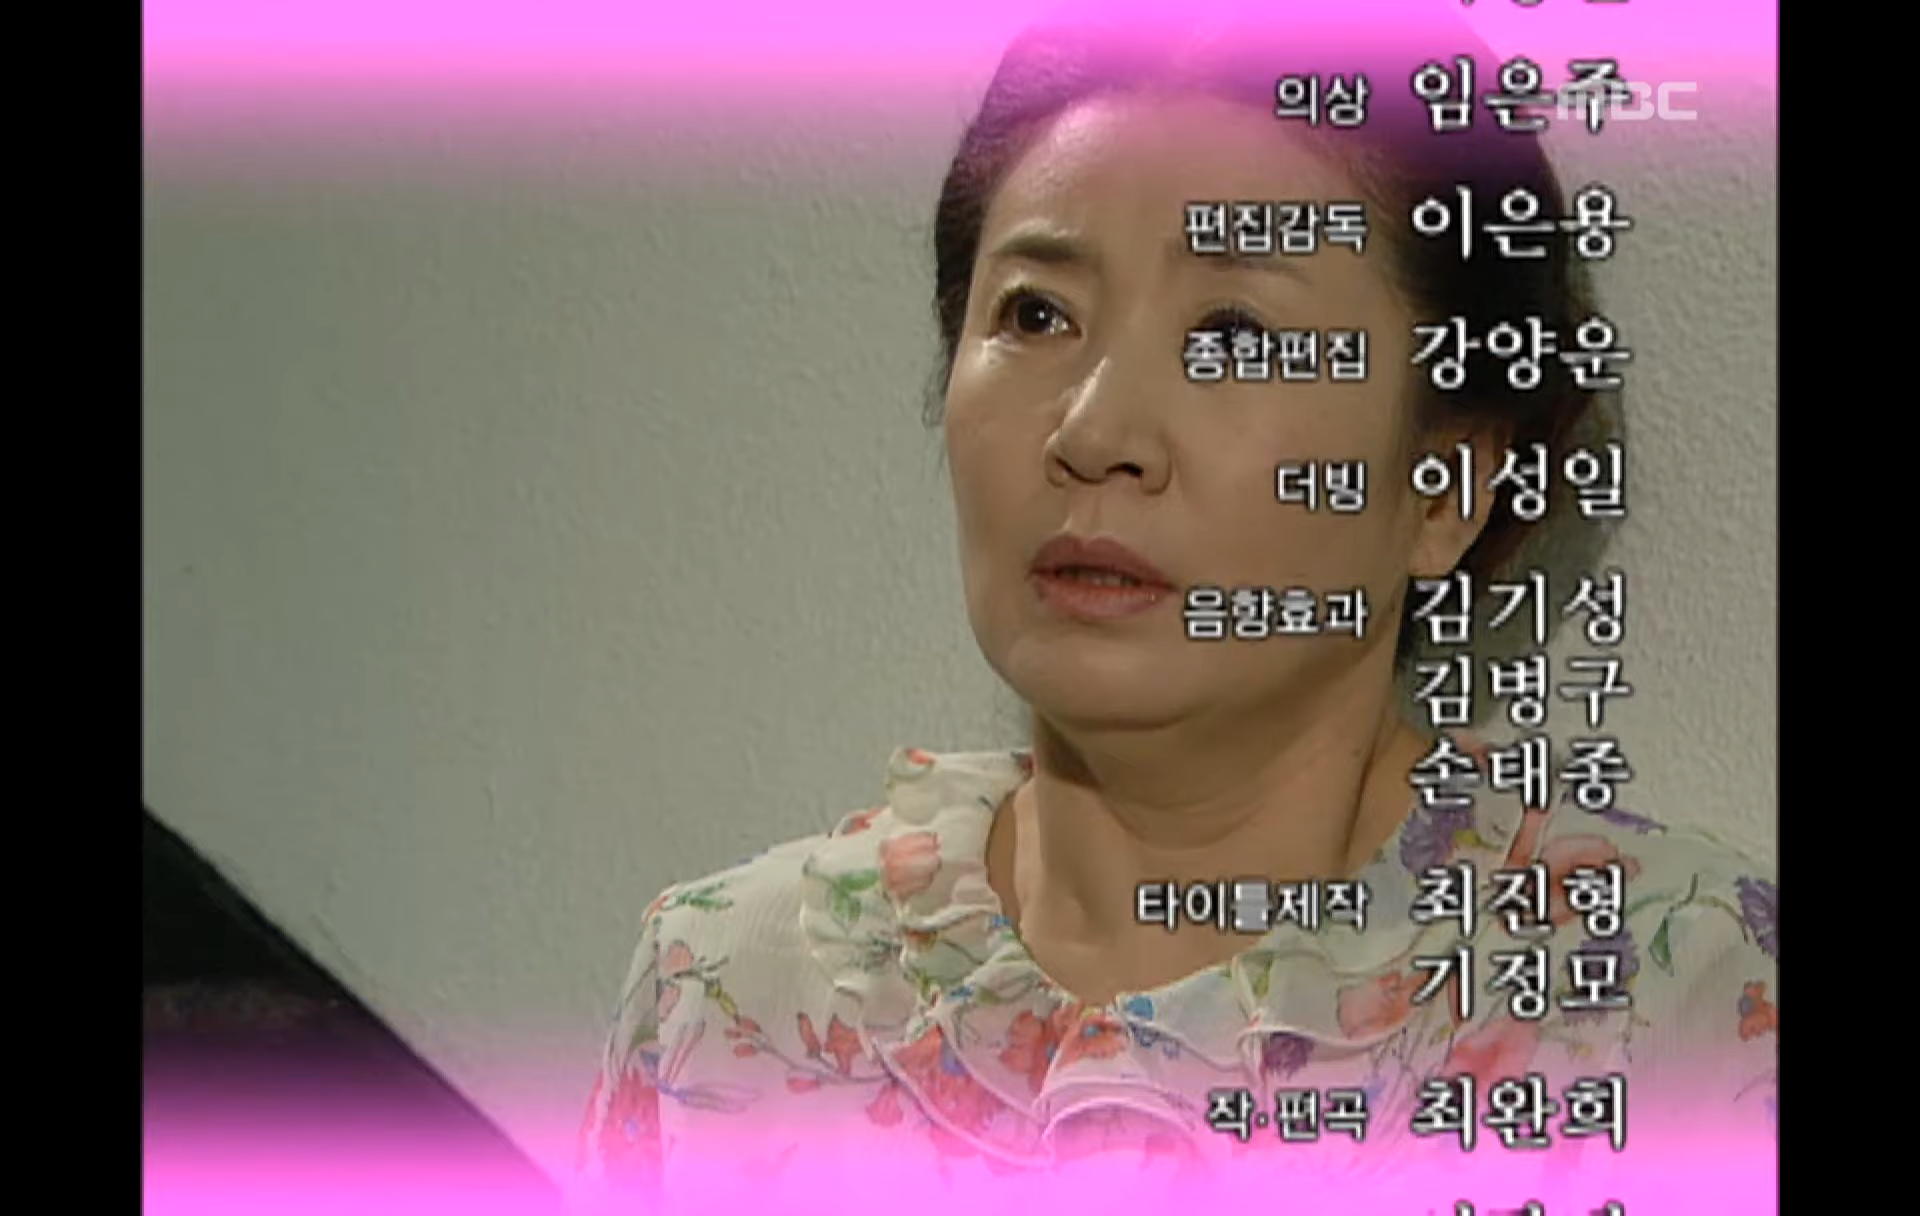 의상 임은주
MBC
편집감독 이은용
종합편집 강양운
더빙 이성일
음향효과 김기성
김병구
손태종
타이틀제작 최진형
기정모
작·편곡 최완희